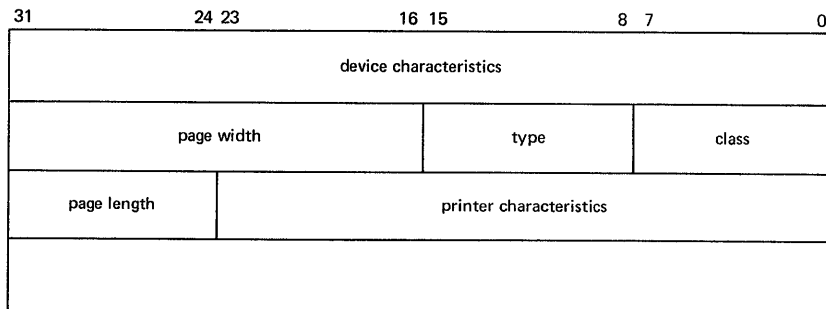 31 24 23 16 15 8 7 0
device characteristics
page width type class
page length printer characteristics